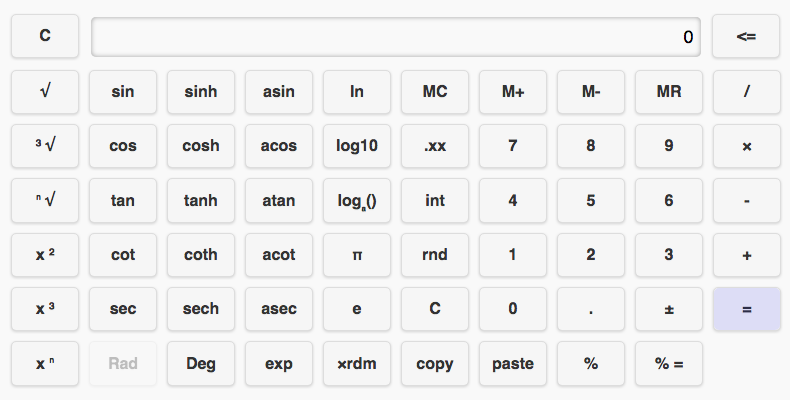 C 0 <=
√ sin sinh asin ln MC M+ M- MR /
³ √ cos cosh acos log10 .xx 7 8 9 ×
ⁿ √ tan tanh atan logₙ() int 4 5 6 -
x ² cot coth acot π rnd 1 2 3 +
x ³ sec sech asec e C 0 . ± =
x ⁿ Rad Deg exp ×rdm copy paste % % =